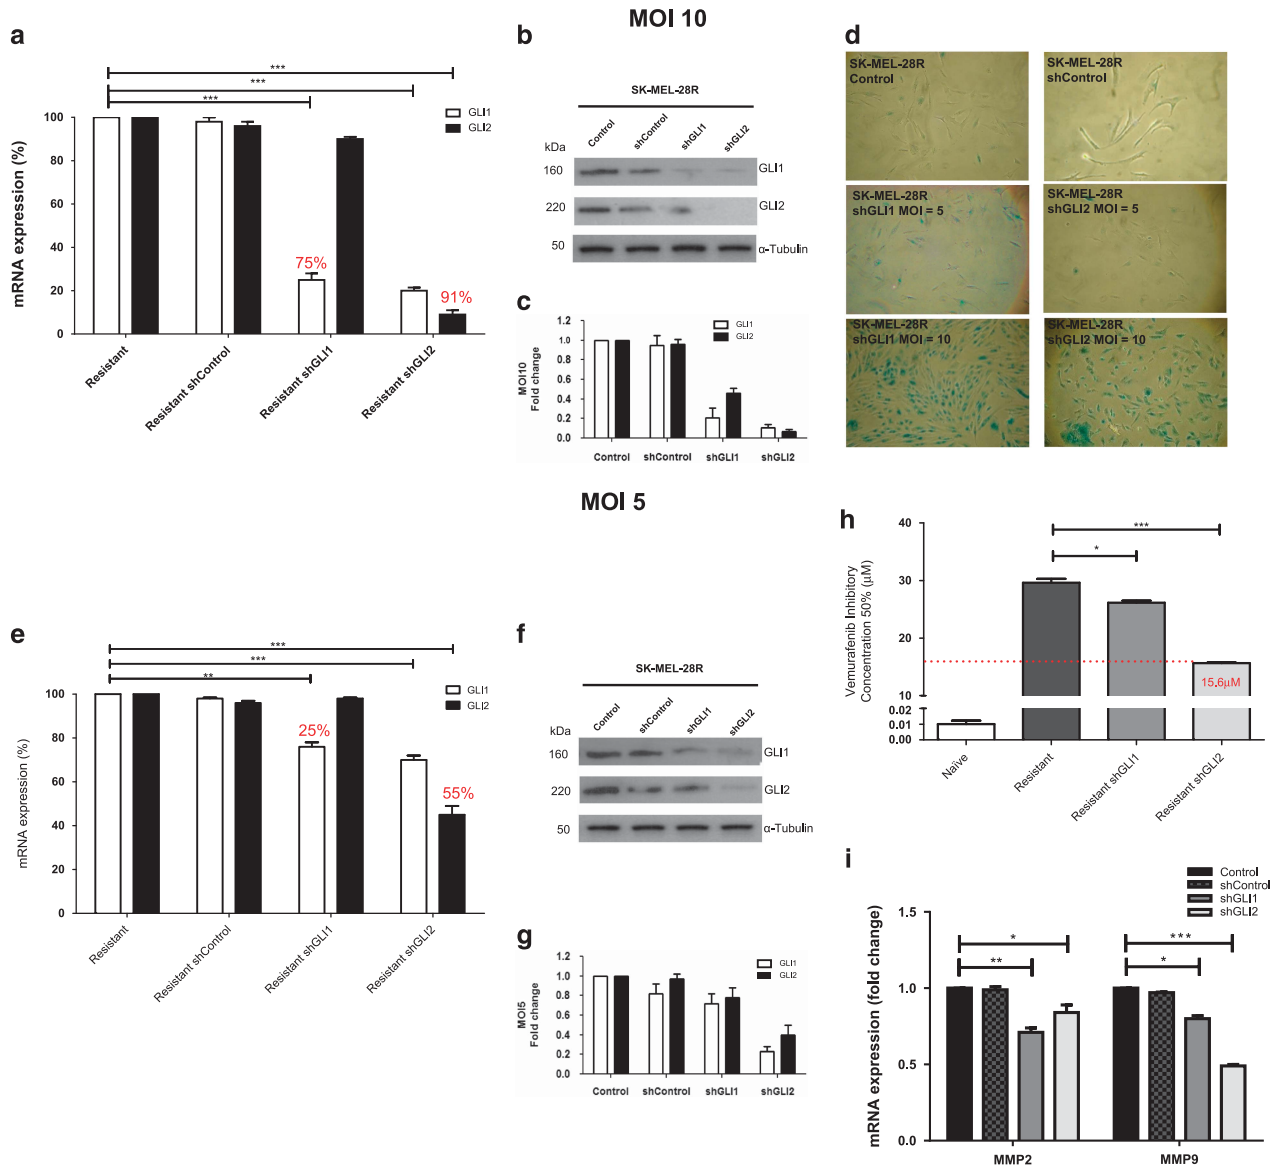 MOI 10
a
***
***
***
GLI1
GLI2
mRNA expression (%)
100
80
60
40
20
0
75%
91%
Resistant
Resistant shControl
Resistant shGLI1
Resistant shGLI2
b
SK-MEL-28R
Control
shControl
shGLI1
shGLI2
kDa
160
GLI1
220
GLI2
50
α-Tubulin
c
GLI1
GLI2
MOI10
Fold change
1.2
1.0
0.8
0.6
0.4
0.2
0.0
Control
shControl
shGLI1
shGLI2
d
SK-MEL-28R
Control
SK-MEL-28R
shControl
SK-MEL-28R
shGLI1 MOI = 5
SK-MEL-28R
shGLI2 MOI = 5
SK-MEL-28R
shGLI1 MOI = 10
SK-MEL-28R
shGLI2 MOI = 10
MOI 5
e
***
***
**
GLI1
GLI2
mRNA expression (%)
100
80
60
40
20
0
25%
55%
Resistant
Resistant shControl
Resistant shGLI1
Resistant shGLI2
f
SK-MEL-28R
Control
shControl
shGLI1
shGLI2
kDa
160
GLI1
220
GLI2
50
α-Tubulin
g
GLI1
GLI2
MOI5
Fold change
1.2
1.0
0.8
0.6
0.4
0.2
0.0
Control
shControl
shGLI1
shGLI2
h
Vemurafenib Inhibitory
Concentration 50% (μM)
40
30
20
10
0.02
0.01
0.00
***
*
15.6μM
Naïve
Resistant
Resistant shGLI1
Resistant shGLI2
i
Control
shControl
shGLI1
shGLI2
mRNA expression (fold change)
1.5
1.0
0.5
0.0
*
**
***
*
MMP2
MMP9